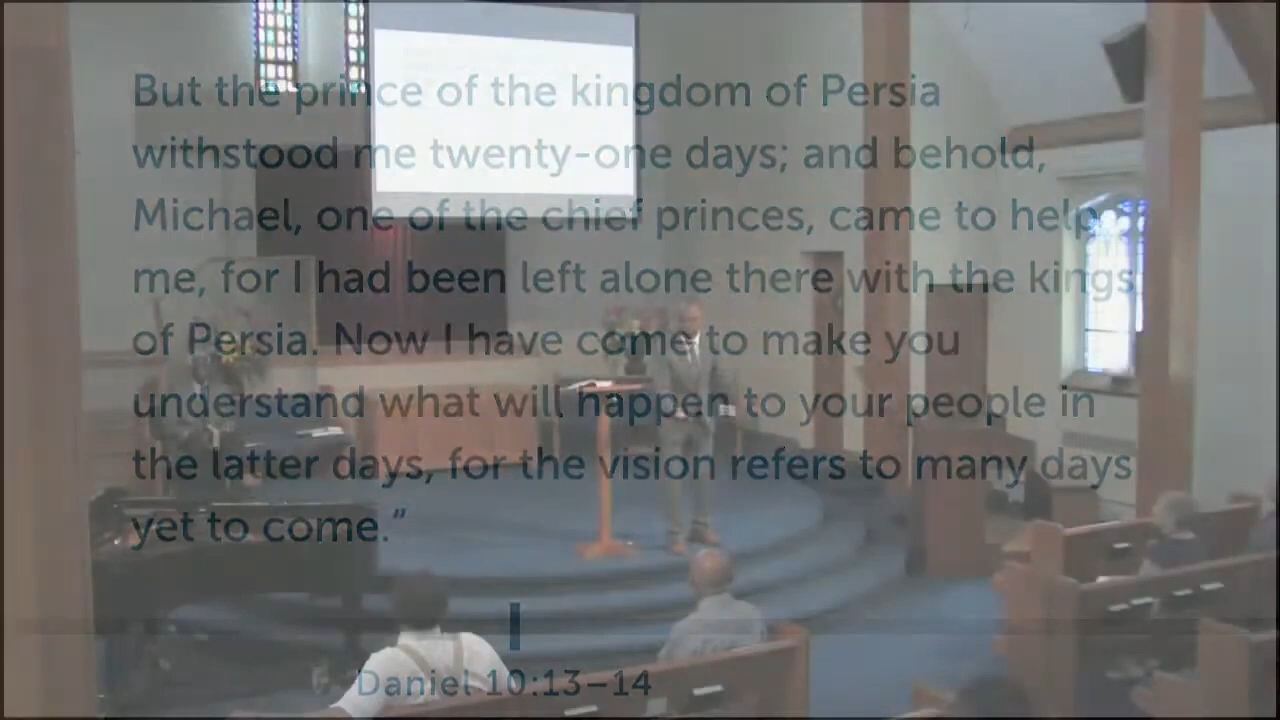 But the prince of the kingdom of Persia
withstood me twenty-one days; and behold,
Michael, one of the chief princes, came to help
me, for I had been left alone there with the kings
of Persia. Now I have come to make you
understand what will happen to your people in
the latter days, for the vision refers to many days
yet to come.”
Daniel 10:13–14